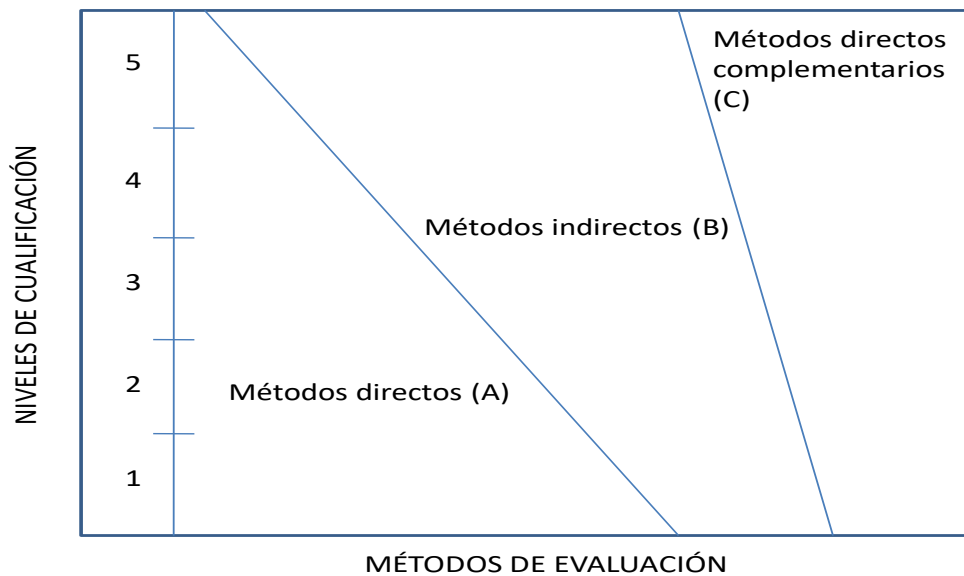 NIVELES DE CUALIFICACIÓN
5
4
3
2
1
Métodos directos
complementarios
(C)
Métodos indirectos (B)
Métodos directos (A)
MÉTODOS DE EVALUACIÓN